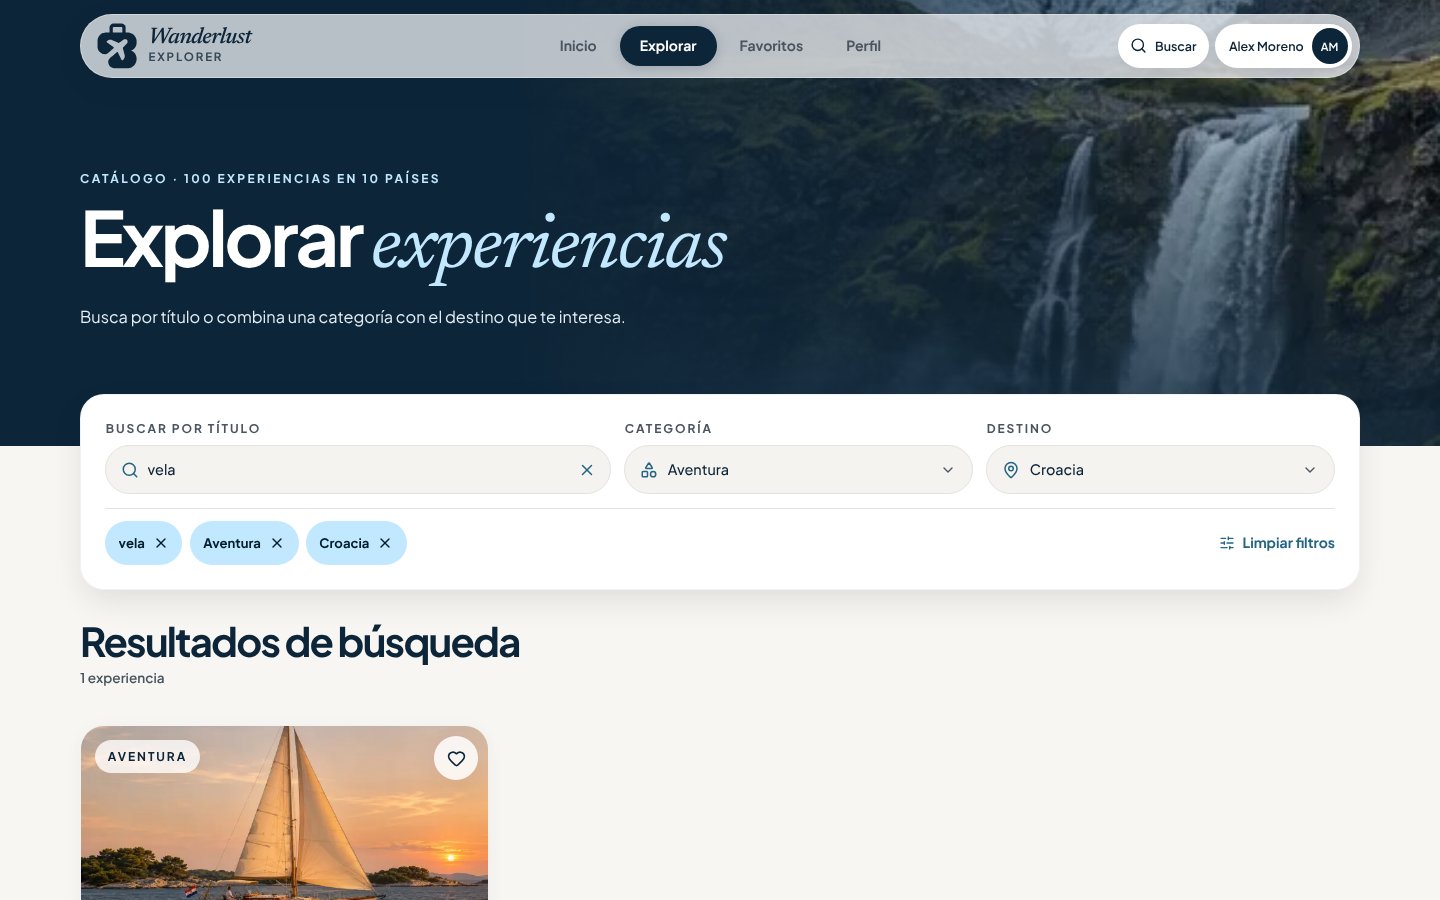 Wanderlust
EXPLORER
Inicio
Explorar
Favoritos
Perfil
Buscar
Alex Moreno
AM
CATÁLOGO · 100 EXPERIENCIAS EN 10 PAÍSES
Explorar experiencias
Busca por título o combina una categoría con el destino que te interesa.
BUSCAR POR TÍTULO
CATEGORÍA
DESTINO
vela
Aventura
Croacia
vela
Aventura
Croacia
Limpiar filtros
Resultados de búsqueda
1 experiencia
AVENTURA